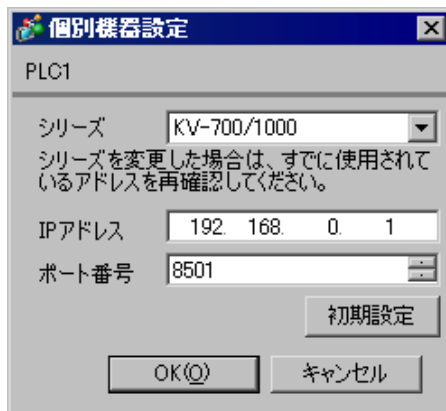 個別機器設定
PLC1
シリーズ KV-700/1000
シリーズを変更した場合は、すでに使用されて
いるアドレスを再確認してください。
IPアドレス 192. 168. 0. 1
ポート番号 8501
初期設定
OK(O) キャンセル